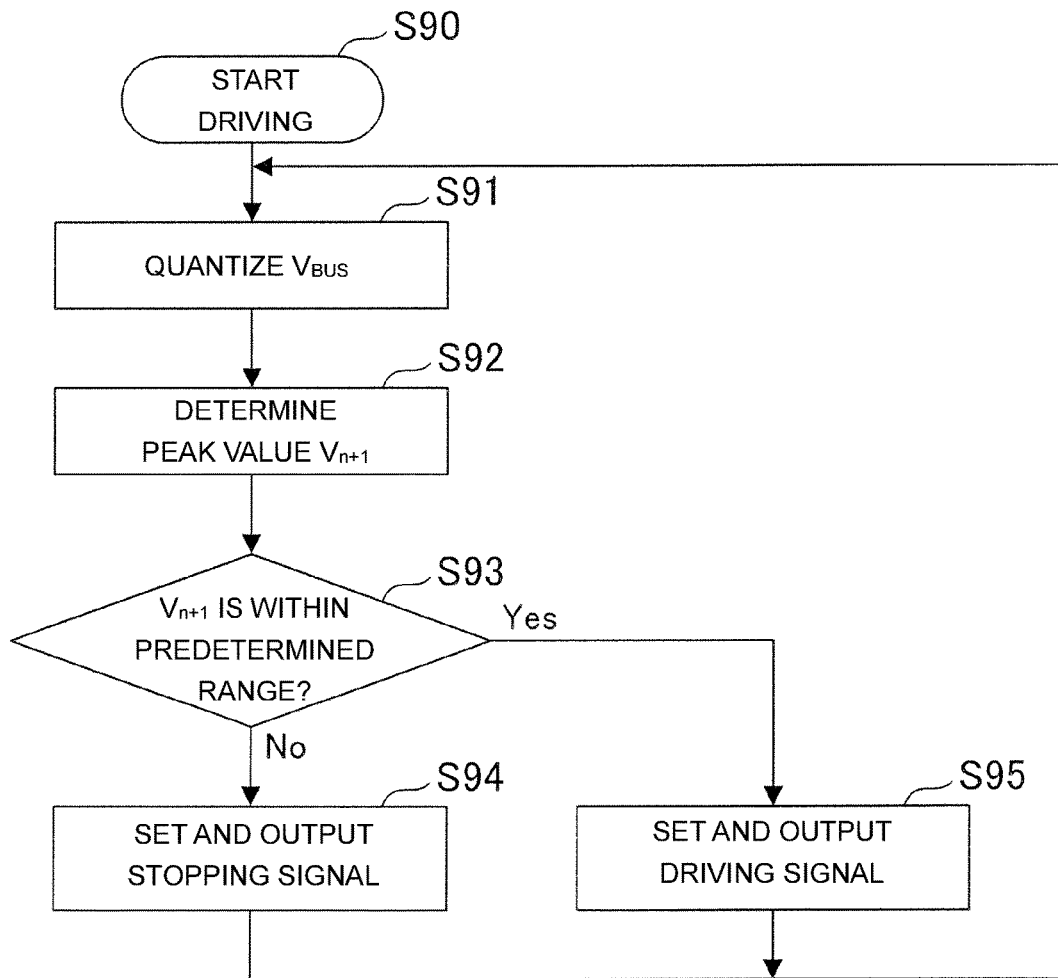 S90
START
DRIVING
S91
QUANTIZE VBUS
S92
DETERMINE
PEAK VALUE Vn+1
S93
Vn+1 IS WITHIN
PREDETERMINED
RANGE?
Yes
No
S94
SET AND OUTPUT
STOPPING SIGNAL
S95
SET AND OUTPUT
DRIVING SIGNAL